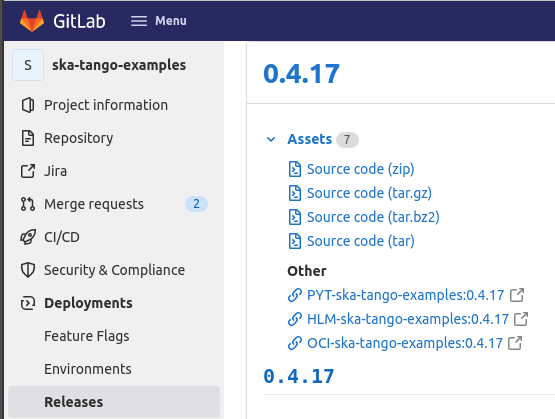 GitLab
Menu
S
ska-tango-examples
Project information
Repository
Jira
Merge requests
2
CI/CD
Security & Compliance
Deployments
Feature Flags
Environments
Releases
0.4.17
Assets 7
Source code (zip)
Source code (tar.gz)
Source code (tar.bz2)
Source code (tar)
Other
PYT-ska-tango-examples:0.4.17
HLM-ska-tango-examples:0.4.17
OCI-ska-tango-examples:0.4.17
0.4.17